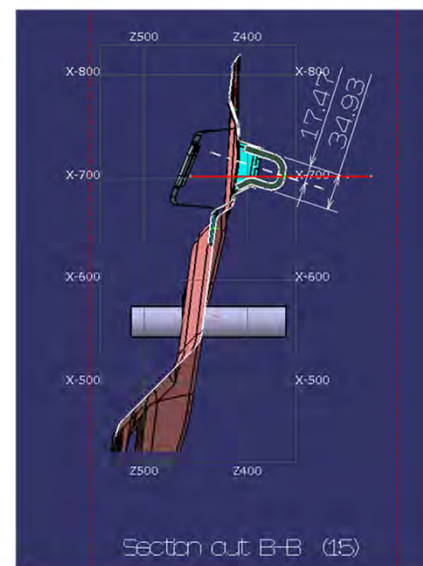 Z500 Z400
X-800 X-800
17.47
34.93
X-700 X-700
X-600 X-600
X-500 X-500
Z500 Z400
Section cut B-B (1:5)